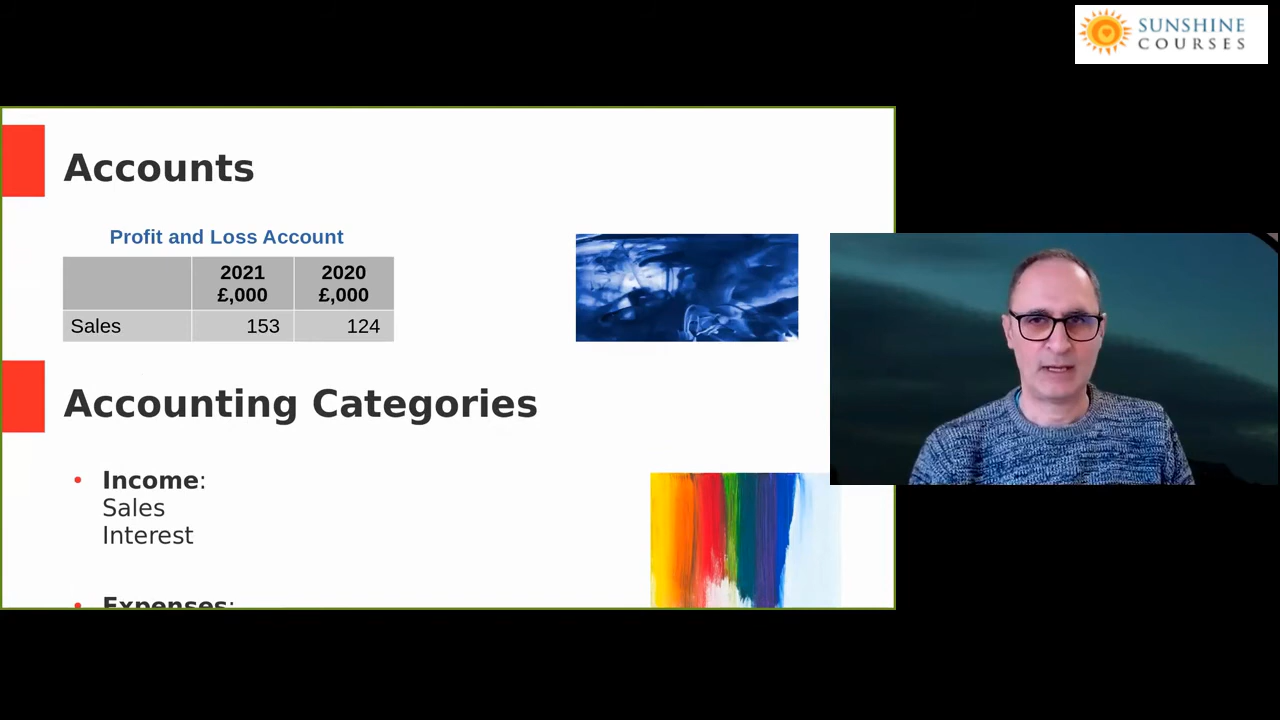 SUNSHINE
COURSES
Accounts
Profit and Loss Account
2021 2020
£,000 £,000
Sales 153 124
Accounting Categories
• Income:
Sales
Interest
• Expenses: